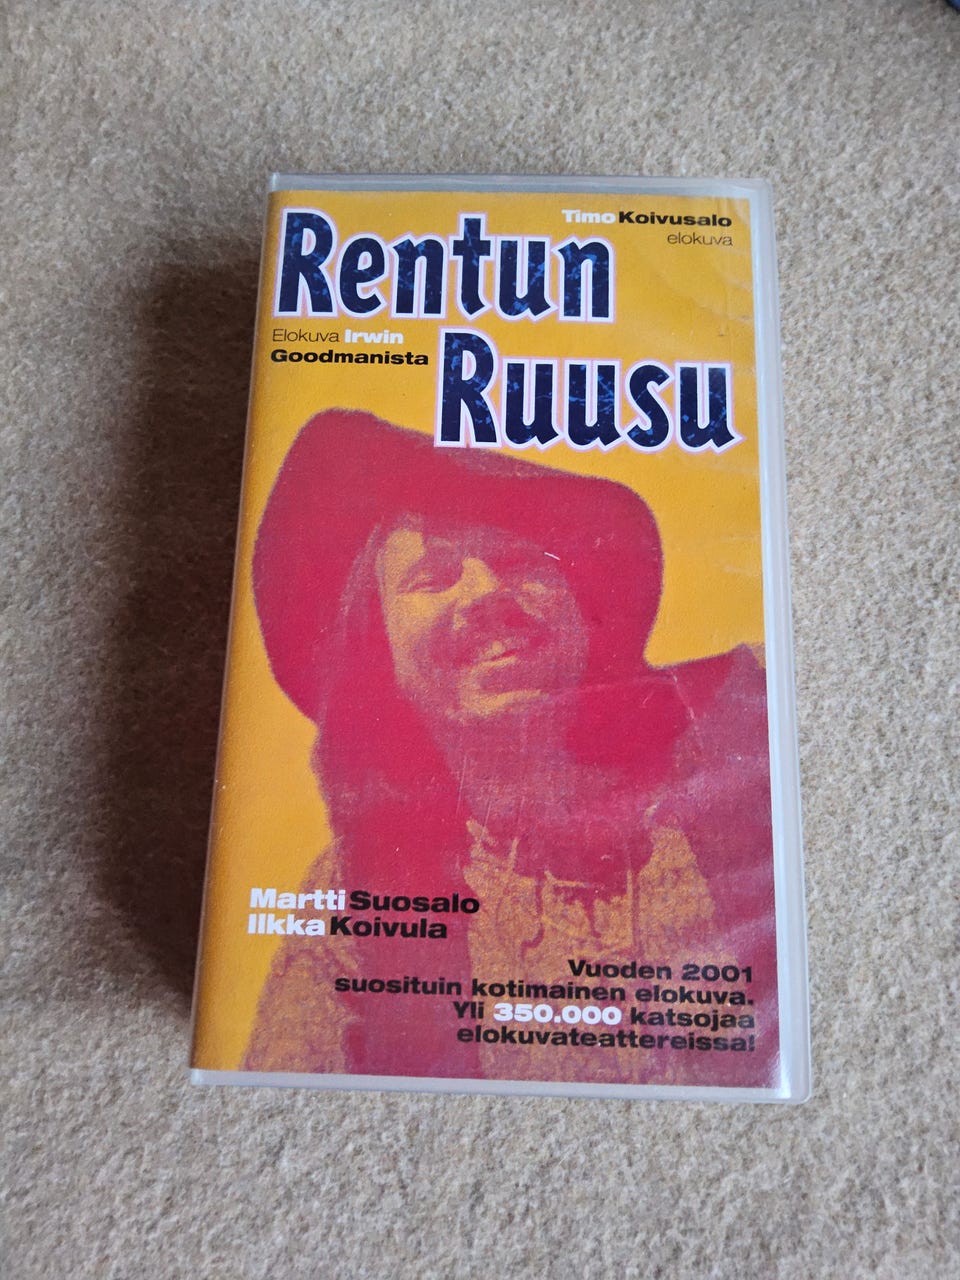 Timo Koivusalo
elokuva
Rentun
Elokuva Irwin
Goodmanista
Ruusu
Martti Suosalo
Ilkka Koivula
Vuoden 2001
suosituin kotimainen elokuva.
Yli 350.000 katsojaa
elokuvateattereissa!